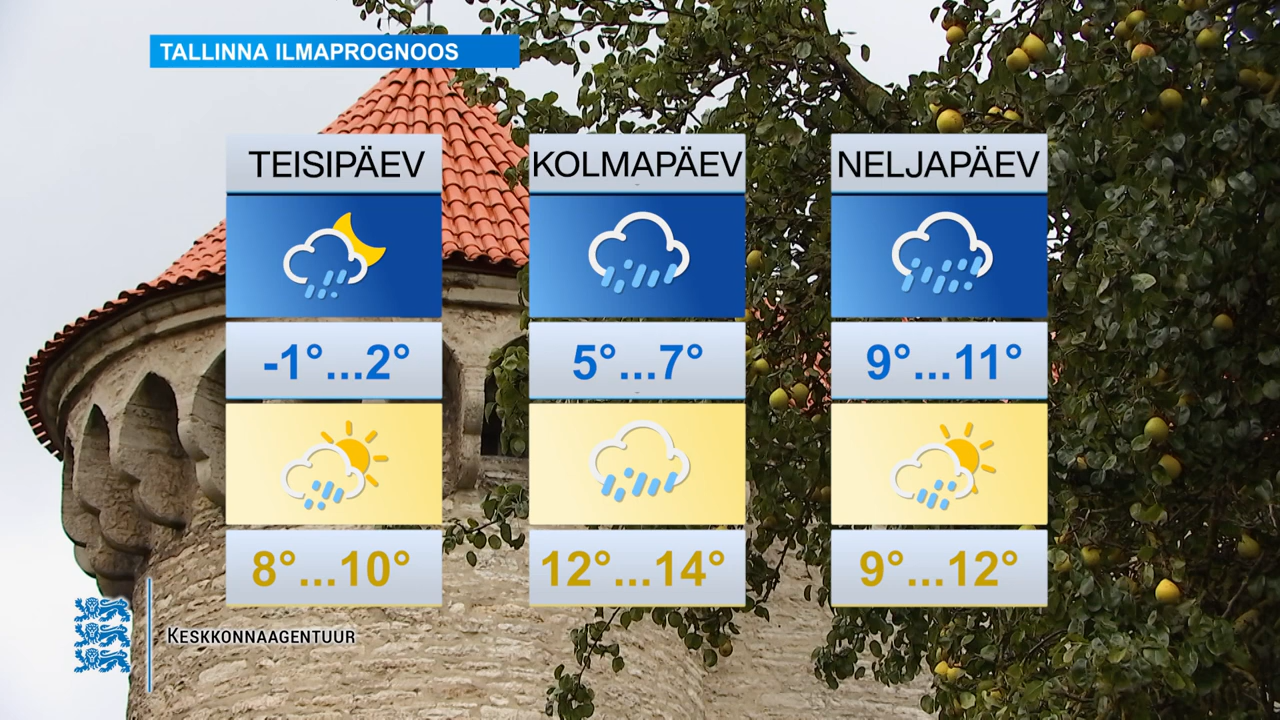 TALLINNA ILMAPROGNOOS
TEISIPÄEV
KOLMAPÄEV
NELJAPÄEV
-1°...2°
5°...7°
9°...11°
8°...10°
12°...14°
9°...12°
KESKKONNAAGENTUUR